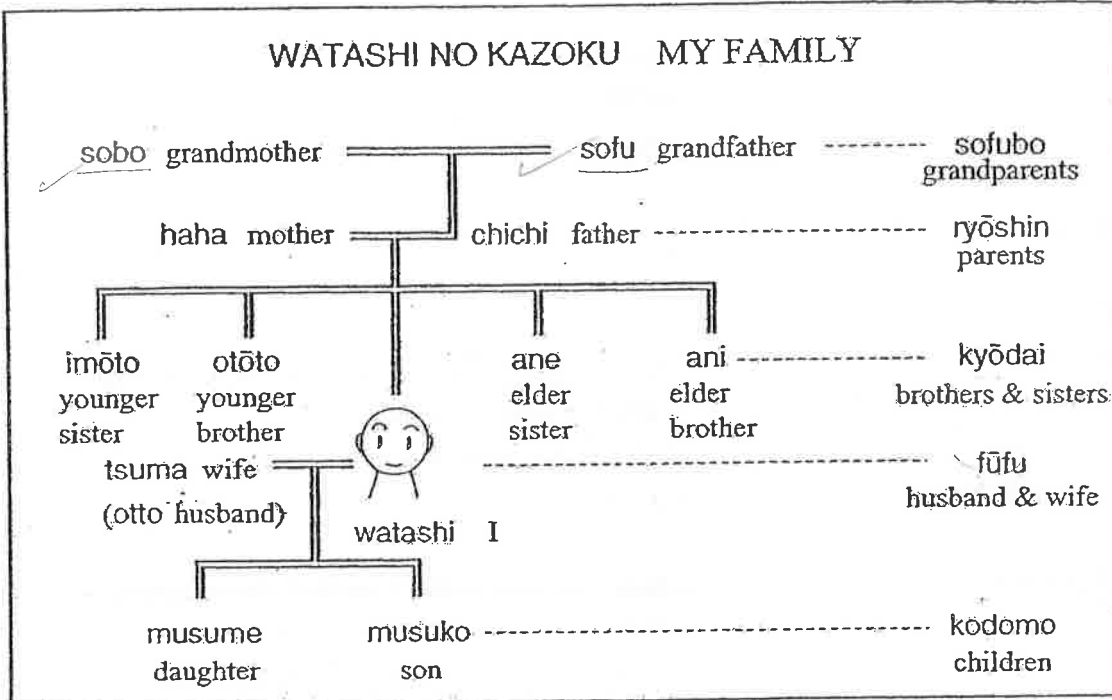 WATASHI NO KAZOKU MY FAMILY
sobo grandmother
sofu grandfather
sofubo
grandparents
haha mother
chichi father
ryōshin
parents
imōto
younger
sister
otōto
younger
brother
ane
elder
sister
ani
elder
brother
kyōdai
brothers & sisters
tsuma wife
(otto husband)
watashi I
fūfu
husband & wife
musume
daughter
musuko
son
kodomo
children